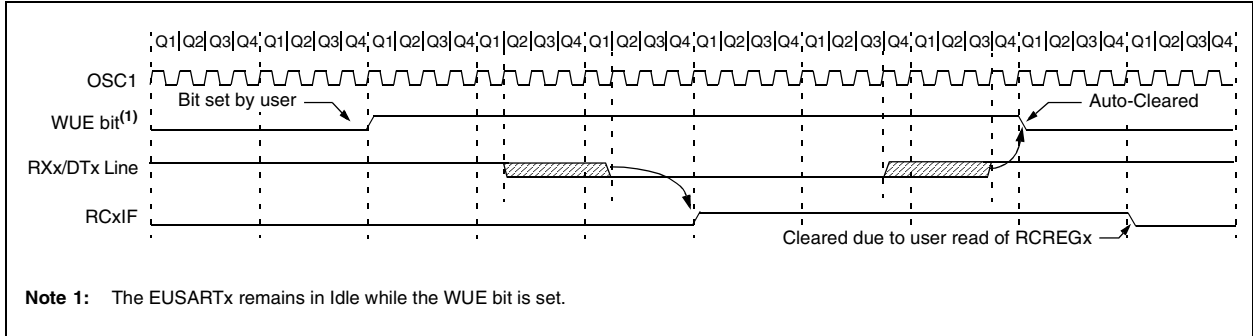 Q1|Q2|Q3|Q4|Q1|Q2|Q3|Q4|Q1|Q2|Q3|Q4|Q1|Q2|Q3|Q4|Q1|Q2|Q3|Q4|Q1|Q2|Q3|Q4|Q1|Q2|Q3|Q4|Q1|Q2|Q3|Q4|Q1|Q2|Q3|Q4|Q1|Q2|Q3|Q4
OSC1
Bit set by user
Auto-Cleared
WUE bit(1)
RXx/DTx Line
RCxIF
Cleared due to user read of RCREGx
Note 1: The EUSARTx remains in Idle while the WUE bit is set.